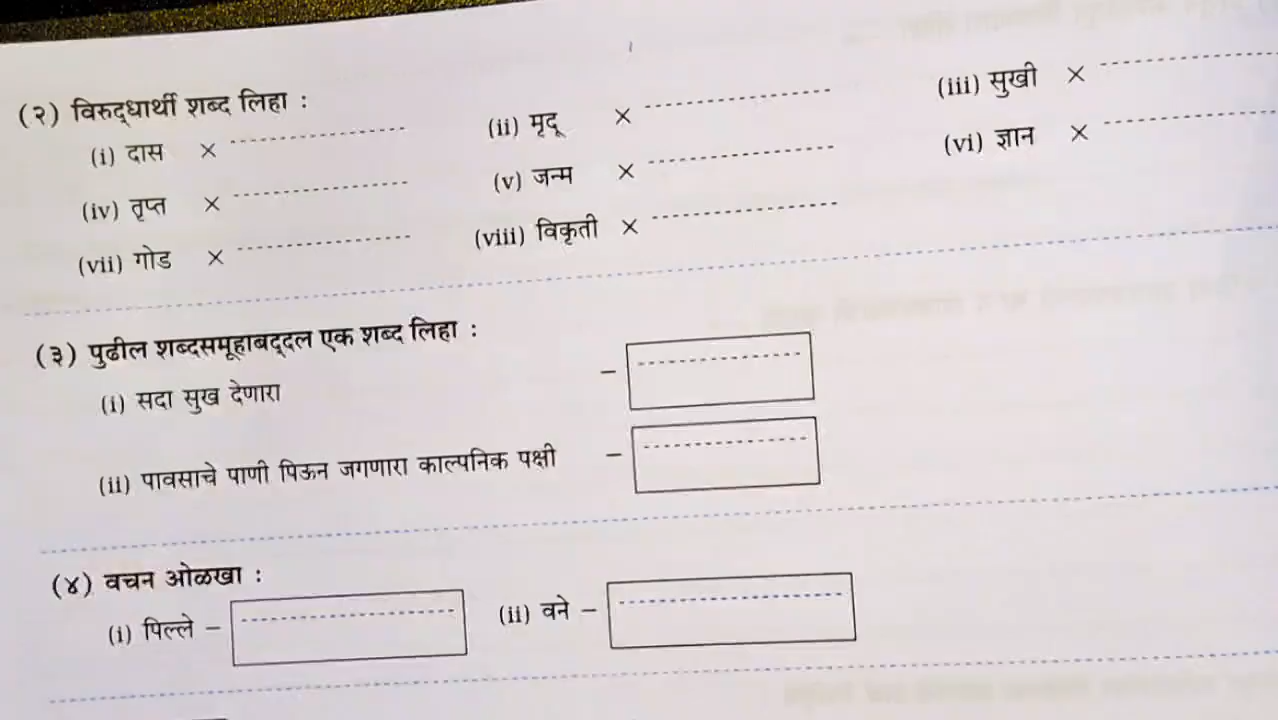 (२) विरुद्धार्थी शब्द लिहा :
(i) दास × (ii) मृदू × (iii) सुखी ×
(iv) तृप्त × (v) जन्म × (vi) ज्ञान ×
(vii) गोड × (viii) विकृती ×
(३) पुढील शब्दसमूहाबद्दल एक शब्द लिहा :
(i) सदा सुख देणारा –
(ii) पावसाचे पाणी पिऊन जगणारा काल्पनिक पक्षी –
(४) वचन ओळखा :
(i) पिल्ले – (ii) वने –